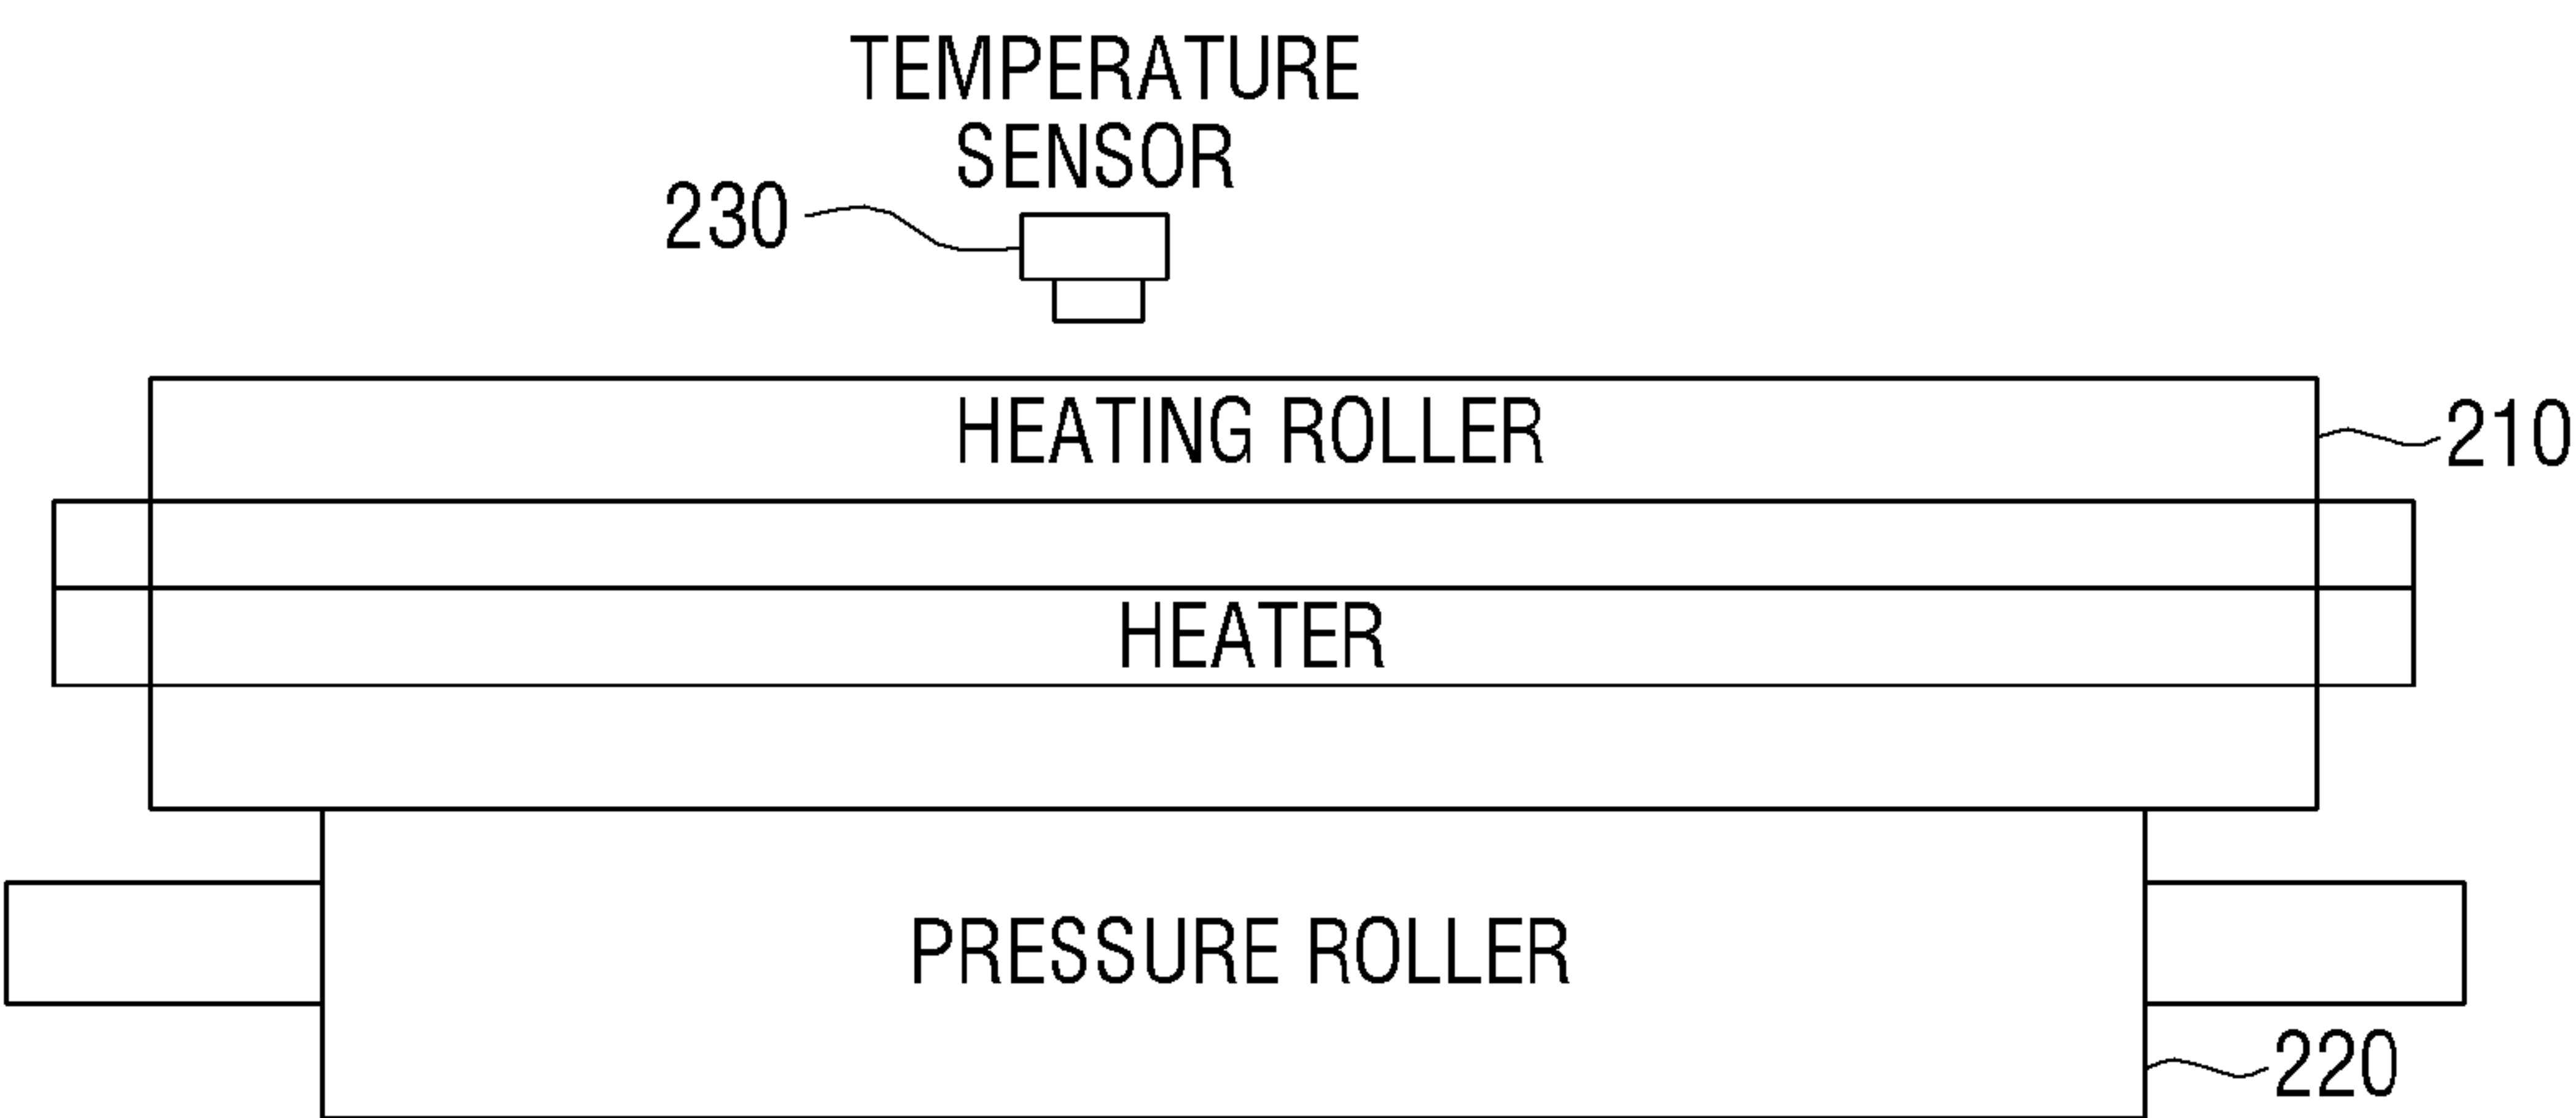 TEMPERATURE
SENSOR
230
HEATING ROLLER
210
HEATER
PRESSURE ROLLER
220